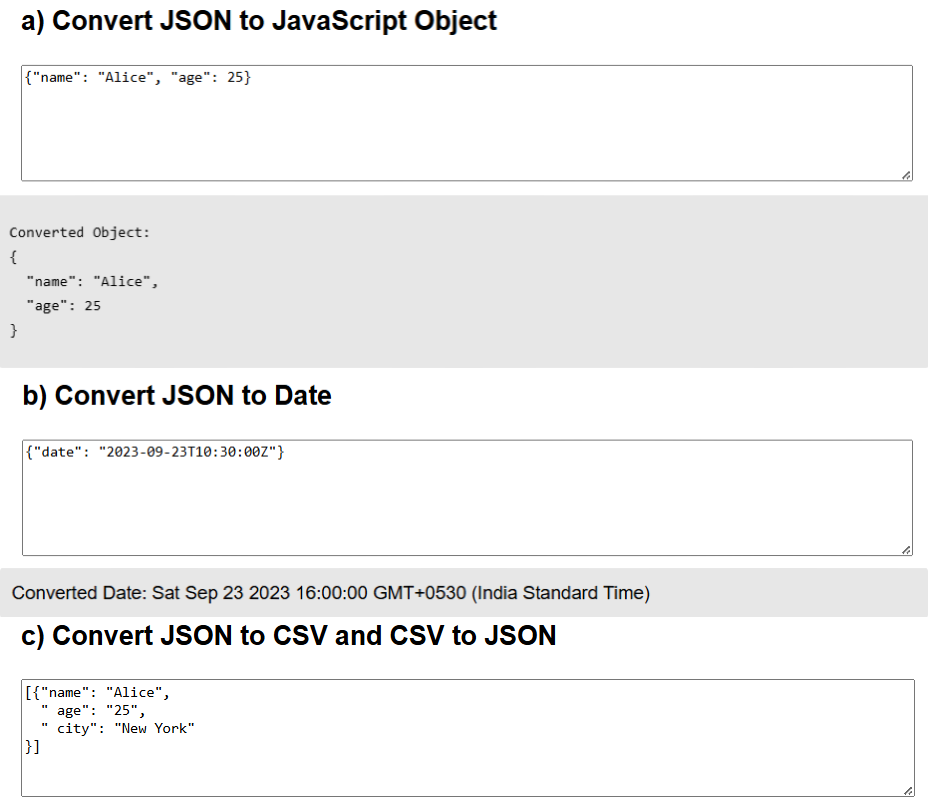 a) Convert JSON to JavaScript Object
{"name": "Alice", "age": 25}
Converted Object:
{
  "name": "Alice",
  "age": 25
}
b) Convert JSON to Date
{"date": "2023-09-23T10:30:00Z"}
Converted Date: Sat Sep 23 2023 16:00:00 GMT+0530 (India Standard Time)
c) Convert JSON to CSV and CSV to JSON
[{"name": "Alice",
  " age": "25",
  " city": "New York"
}]